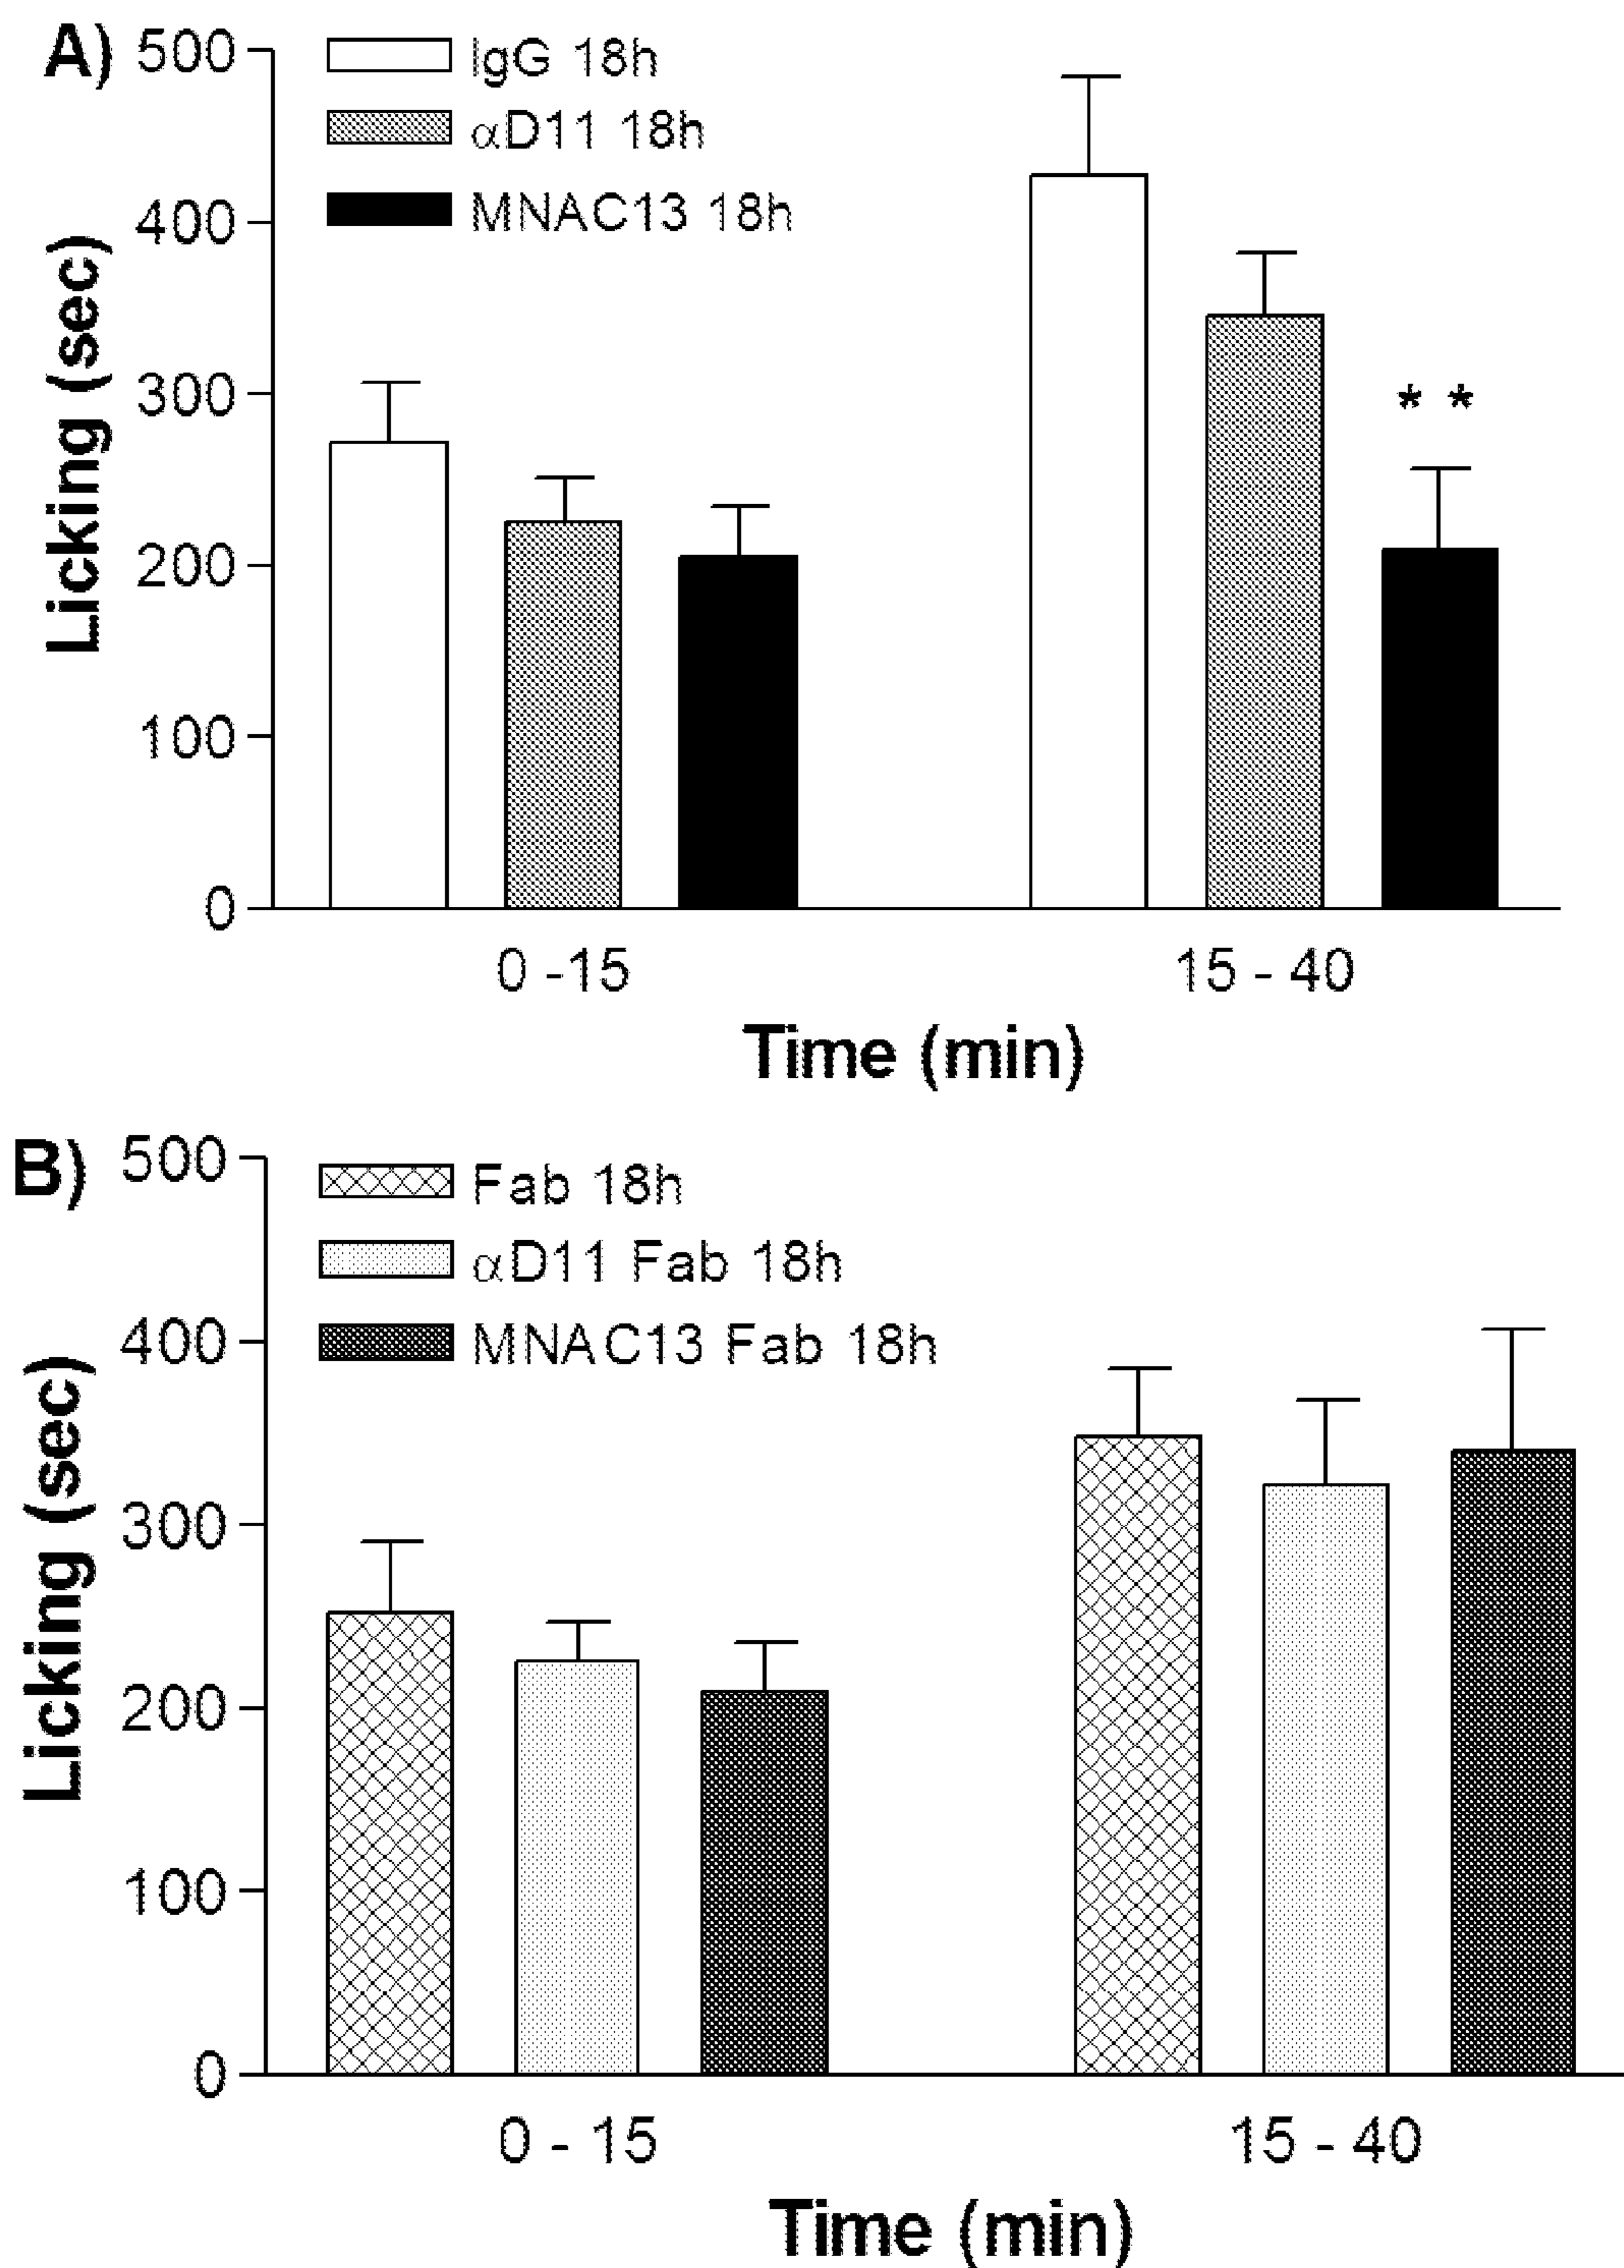 A)
500
400
300
200
100
0
Licking (sec)
IgG 18h
αD11 18h
MNAC13 18h
* *
0 -15
15 - 40
Time (min)
B)
500
400
300
200
100
0
Licking (sec)
Fab 18h
αD11 Fab 18h
MNAC13 Fab 18h
0 - 15
15 - 40
Time (min)